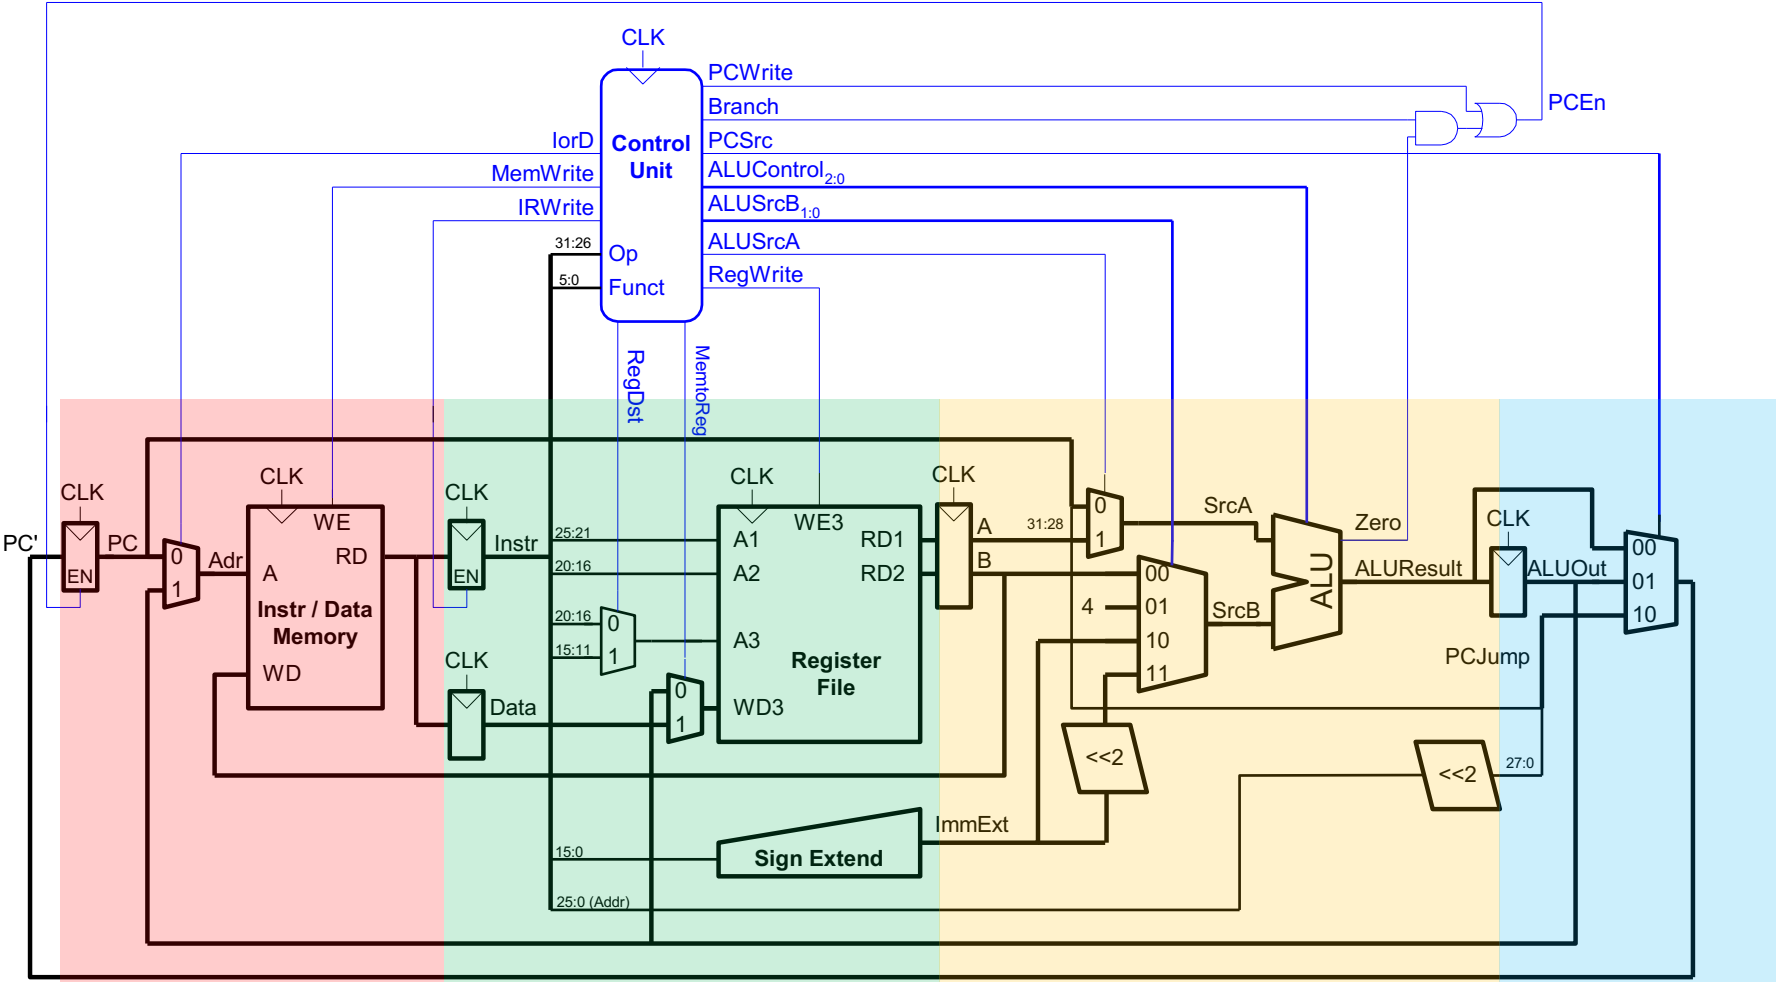 CLK
PCWrite
Branch
PCEn
IorD
Control
Unit
PCSrc
MemWrite
ALUControl2:0
IRWrite
ALUSrcB1:0
31:26
Op
ALUSrcA
5:0
Funct
RegWrite
RegDst
MemtoReg
CLK
CLK
CLK
CLK
CLK
CLK
PC'
EN
PC
0
1
Adr
WE
A
RD
Instr / Data
Memory
WD
EN
Instr
CLK
Data
25:21
20:16
20:16
0
15:11
1
0
1
WE3
A1
RD1
A2
RD2
A3
Register
File
WD3
A
B
31:28
0
1
SrcA
00
4
01
10
11
SrcB
ALU
Zero
ALUResult
CLK
ALUOut
00
01
10
PCJump
<<2
<<2
27:0
ImmExt
15:0
Sign Extend
25:0 (Addr)